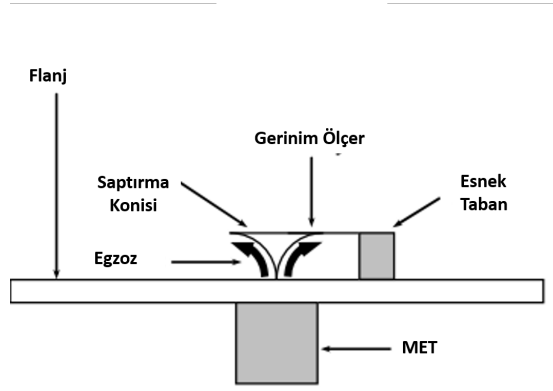 Flanj
Gerinim Ölçer
Saptırma
Konisi
Esnek
Taban
Egzoz
MET